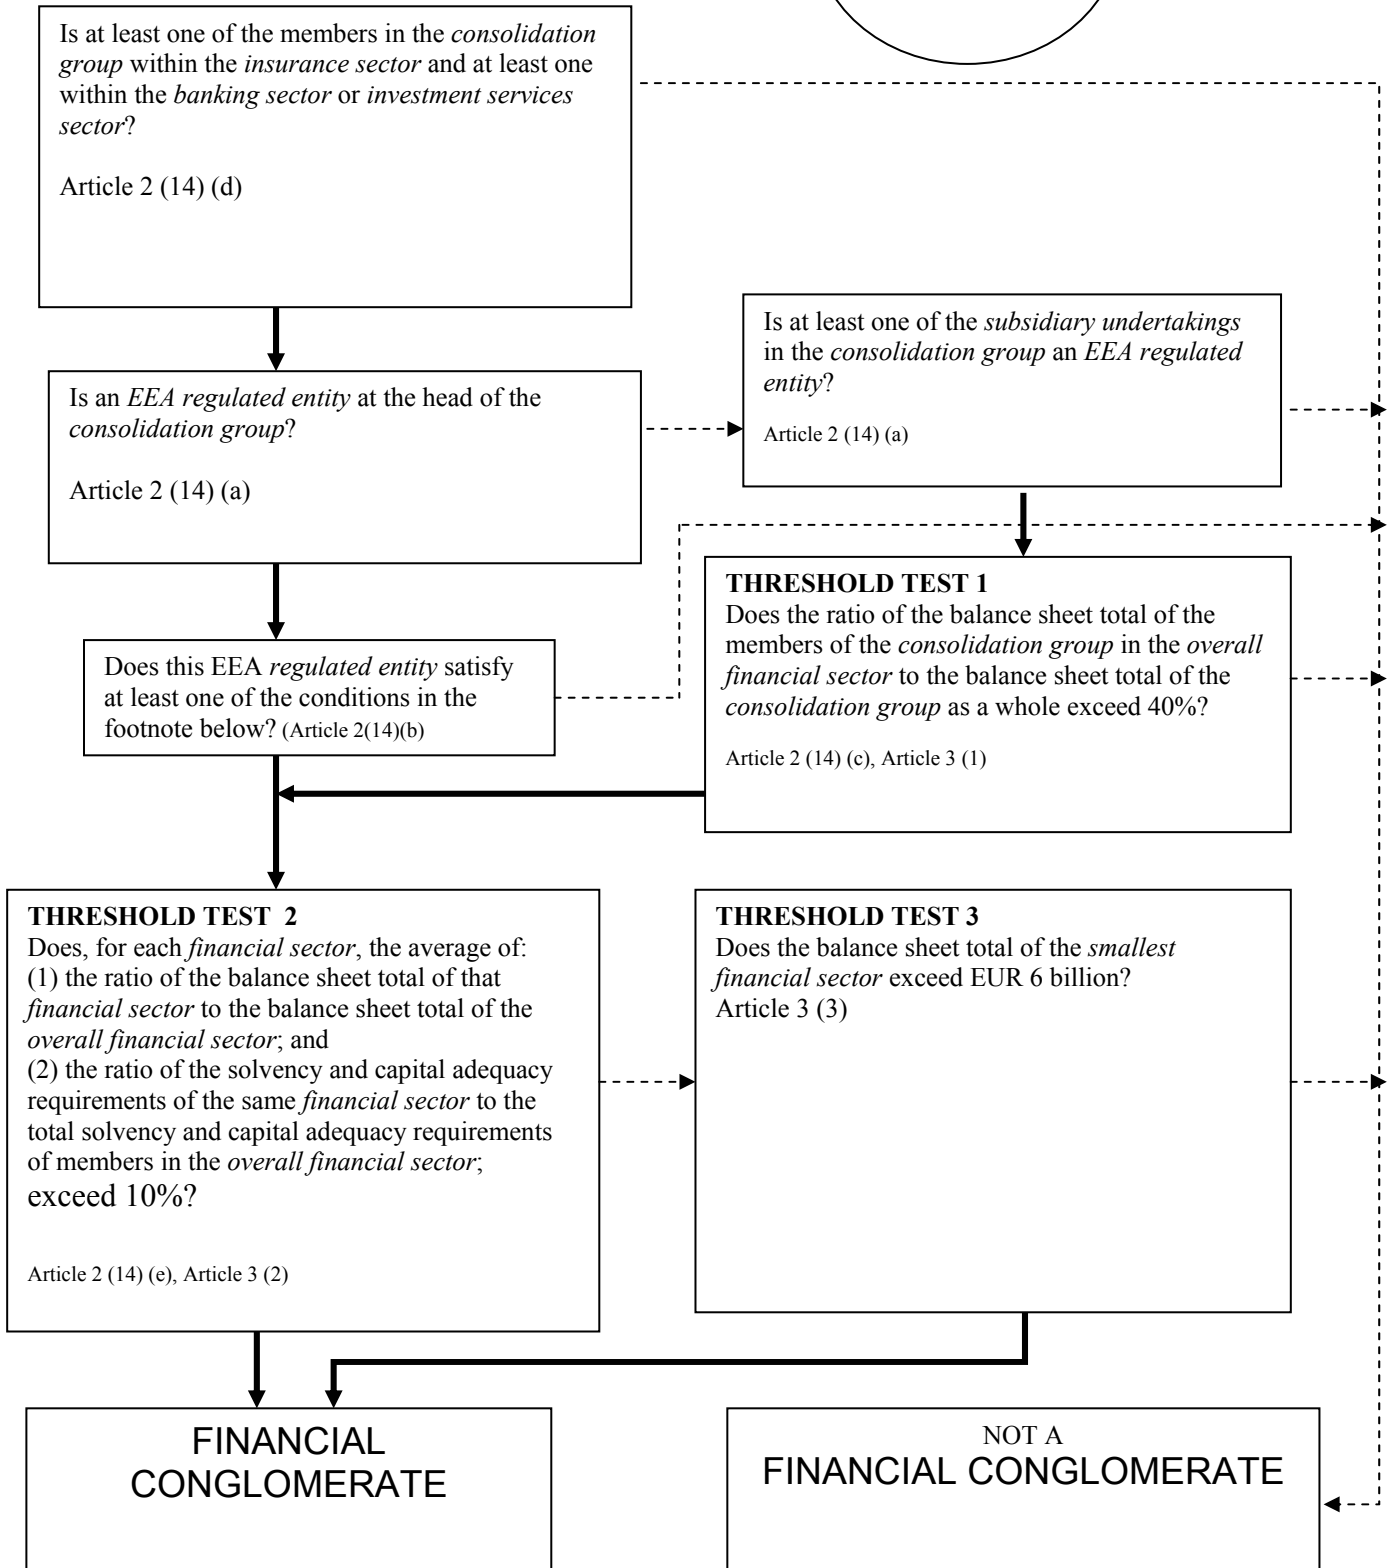 Is at least one of the members in the consolidation
group within the insurance sector and at least one
within the banking sector or investment services
sector?
Article 2 (14) (d)
Is at least one of the subsidiary undertakings
in the consolidation group an EEA regulated
entity?
Article 2 (14) (a)
Is an EEA regulated entity at the head of the
consolidation group?
Article 2 (14) (a)
THRESHOLD TEST 1
Does the ratio of the balance sheet total of the
members of the consolidation group in the overall
financial sector to the balance sheet total of the
consolidation group as a whole exceed 40%?
Article 2 (14) (c), Article 3 (1)
Does this EEA regulated entity satisfy
at least one of the conditions in the
footnote below? (Article 2(14)(b)
THRESHOLD TEST 2
Does, for each financial sector, the average of:
(1) the ratio of the balance sheet total of that
financial sector to the balance sheet total of the
overall financial sector; and
(2) the ratio of the solvency and capital adequacy
requirements of the same financial sector to the
total solvency and capital adequacy requirements
of members in the overall financial sector;
exceed 10%?
Article 2 (14) (e), Article 3 (2)
THRESHOLD TEST 3
Does the balance sheet total of the smallest
financial sector exceed EUR 6 billion?
Article 3 (3)
FINANCIAL
CONGLOMERATE
NOT A
FINANCIAL CONGLOMERATE